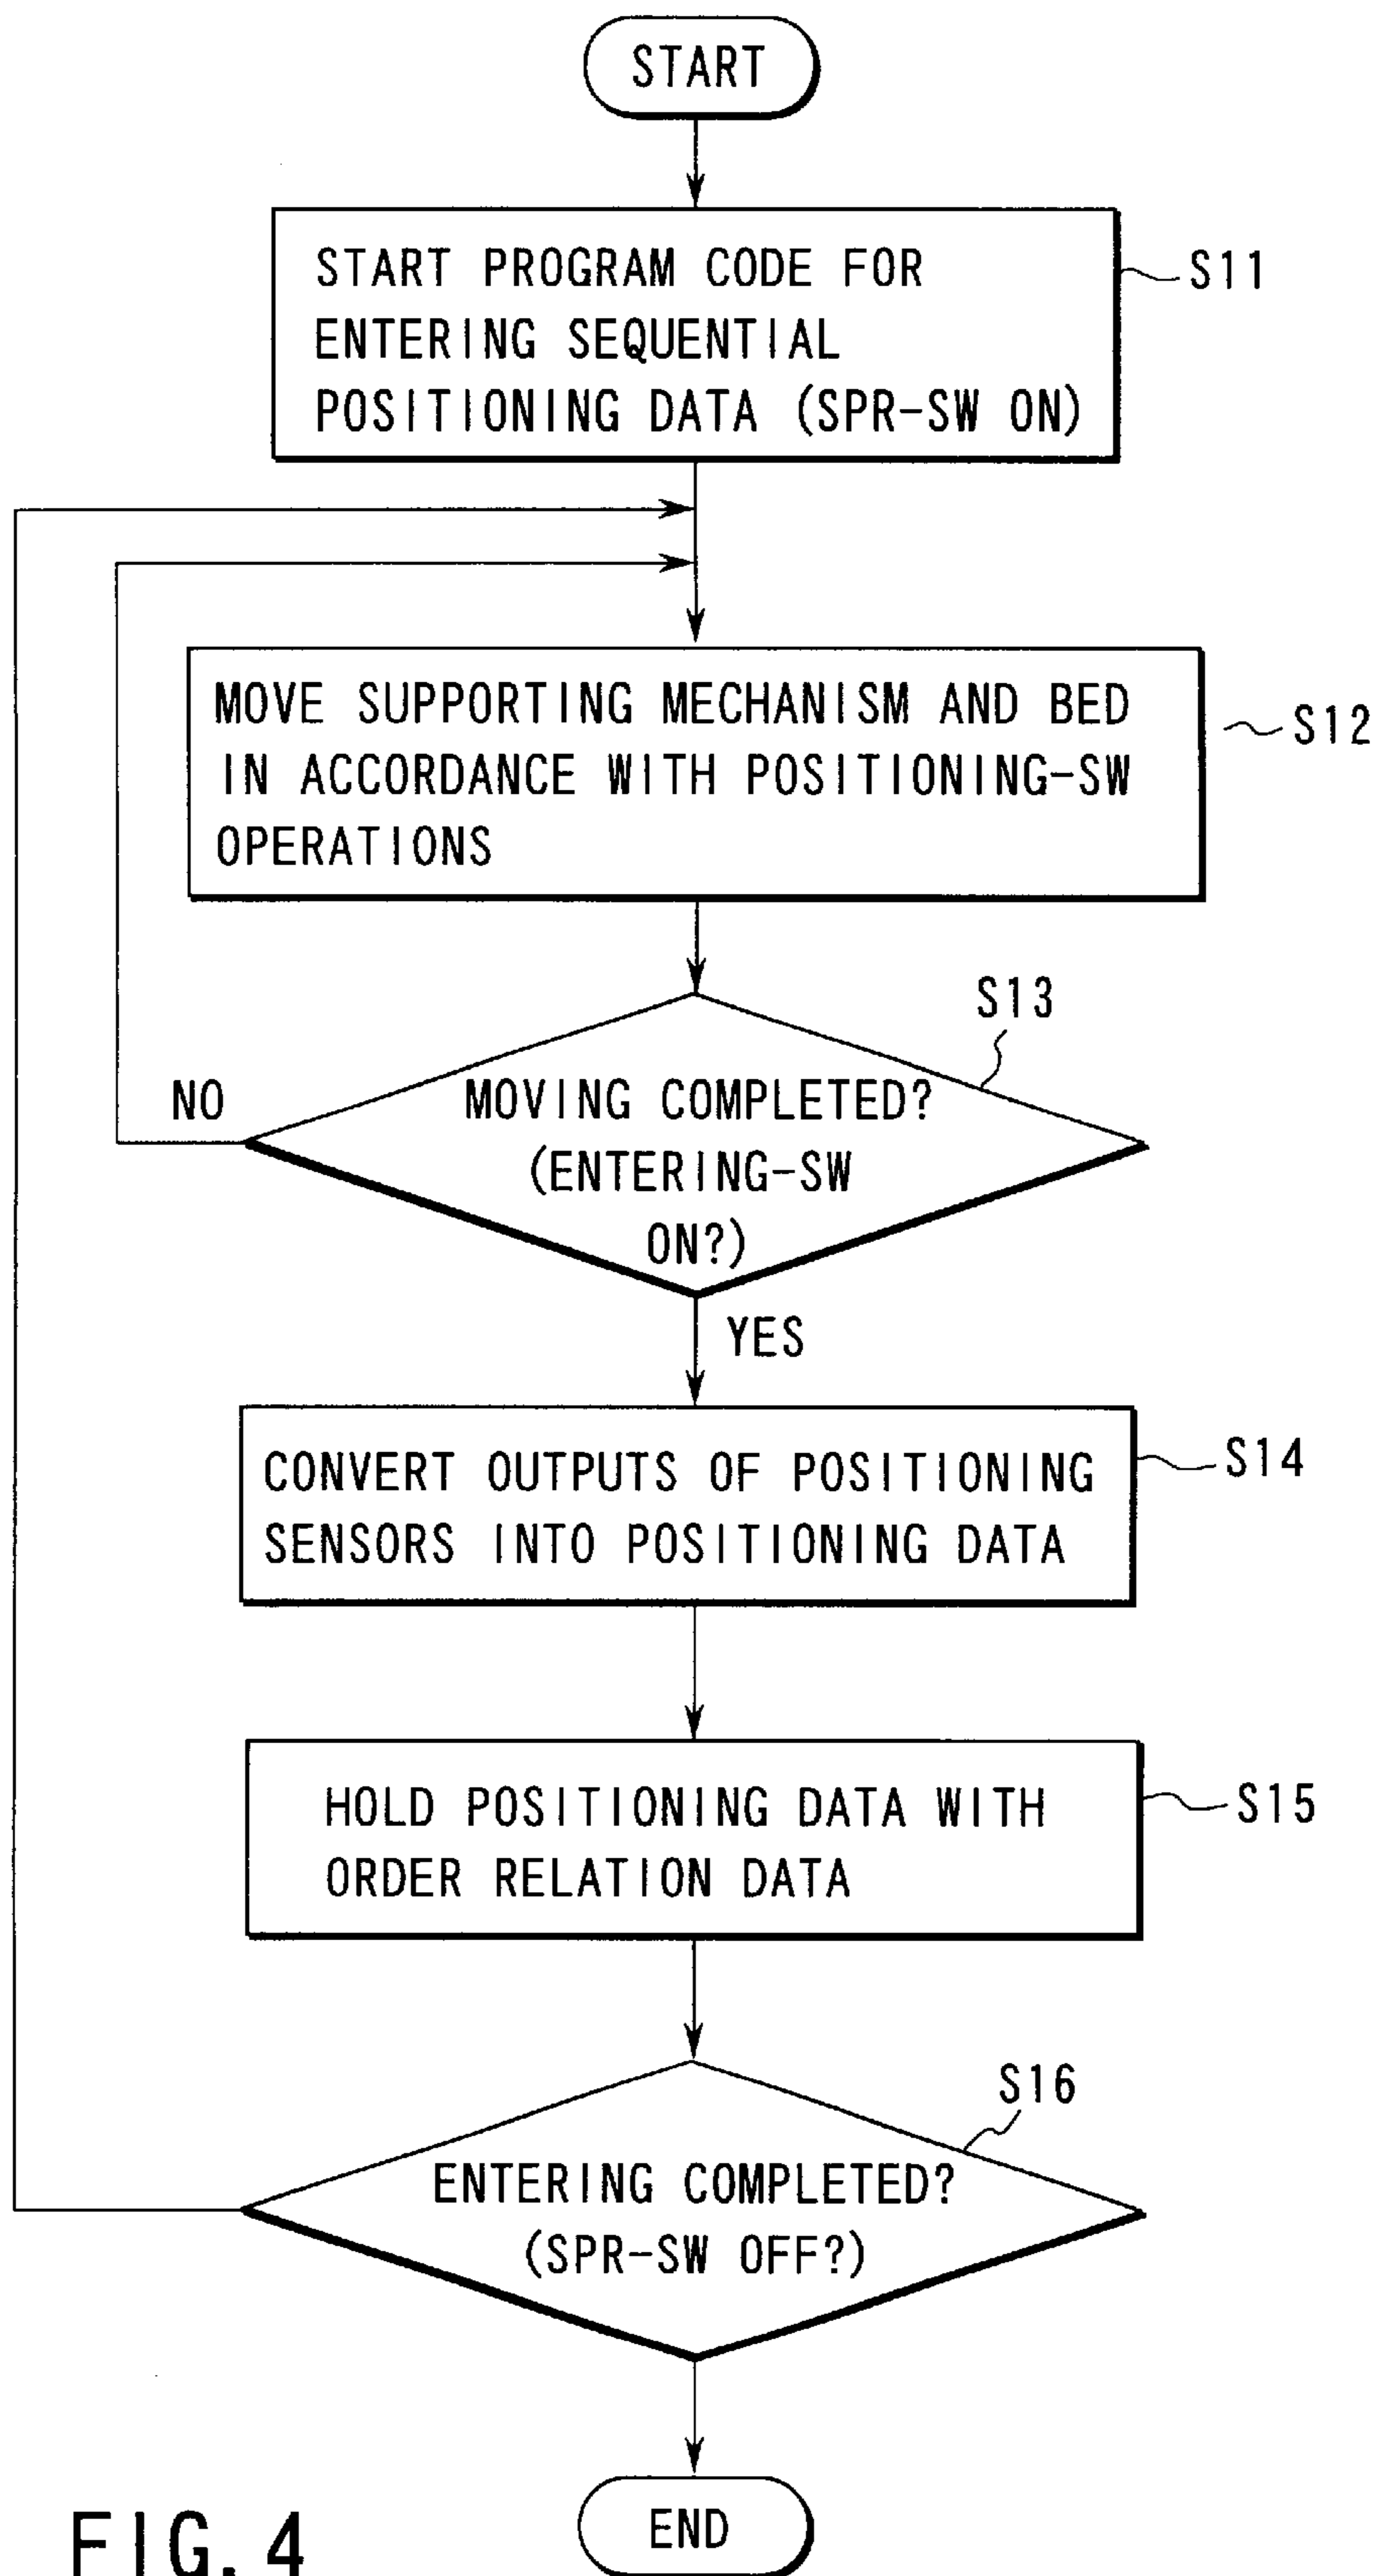 START
START PROGRAM CODE FOR
ENTERING SEQUENTIAL
POSITIONING DATA (SPR-SW ON)
S11
MOVE SUPPORTING MECHANISM AND BED
IN ACCORDANCE WITH POSITIONING-SW
OPERATIONS
S12
S13
MOVING COMPLETED?
(ENTERING-SW
ON?)
NO
YES
CONVERT OUTPUTS OF POSITIONING
SENSORS INTO POSITIONING DATA
S14
HOLD POSITIONING DATA WITH
ORDER RELATION DATA
S15
S16
ENTERING COMPLETED?
(SPR-SW OFF?)
END
FIG. 4